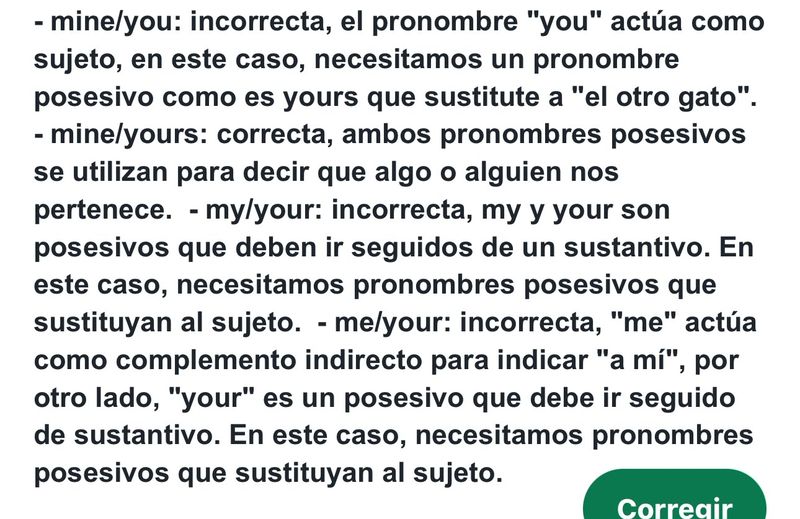 - mine/you: incorrecta, el pronombre "you" actúa como
sujeto, en este caso, necesitamos un pronombre
posesivo como es yours que sustitute a "el otro gato".
- mine/yours: correcta, ambos pronombres posesivos
se utilizan para decir que algo o alguien nos
pertenece.  - my/your: incorrecta, my y your son
posesivos que deben ir seguidos de un sustantivo. En
este caso, necesitamos pronombres posesivos que
sustituyan al sujeto.  - me/your: incorrecta, "me" actúa
como complemento indirecto para indicar "a mí", por
otro lado, "your" es un posesivo que debe ir seguido
de sustantivo. En este caso, necesitamos pronombres
posesivos que sustituyan al sujeto.
Corregir